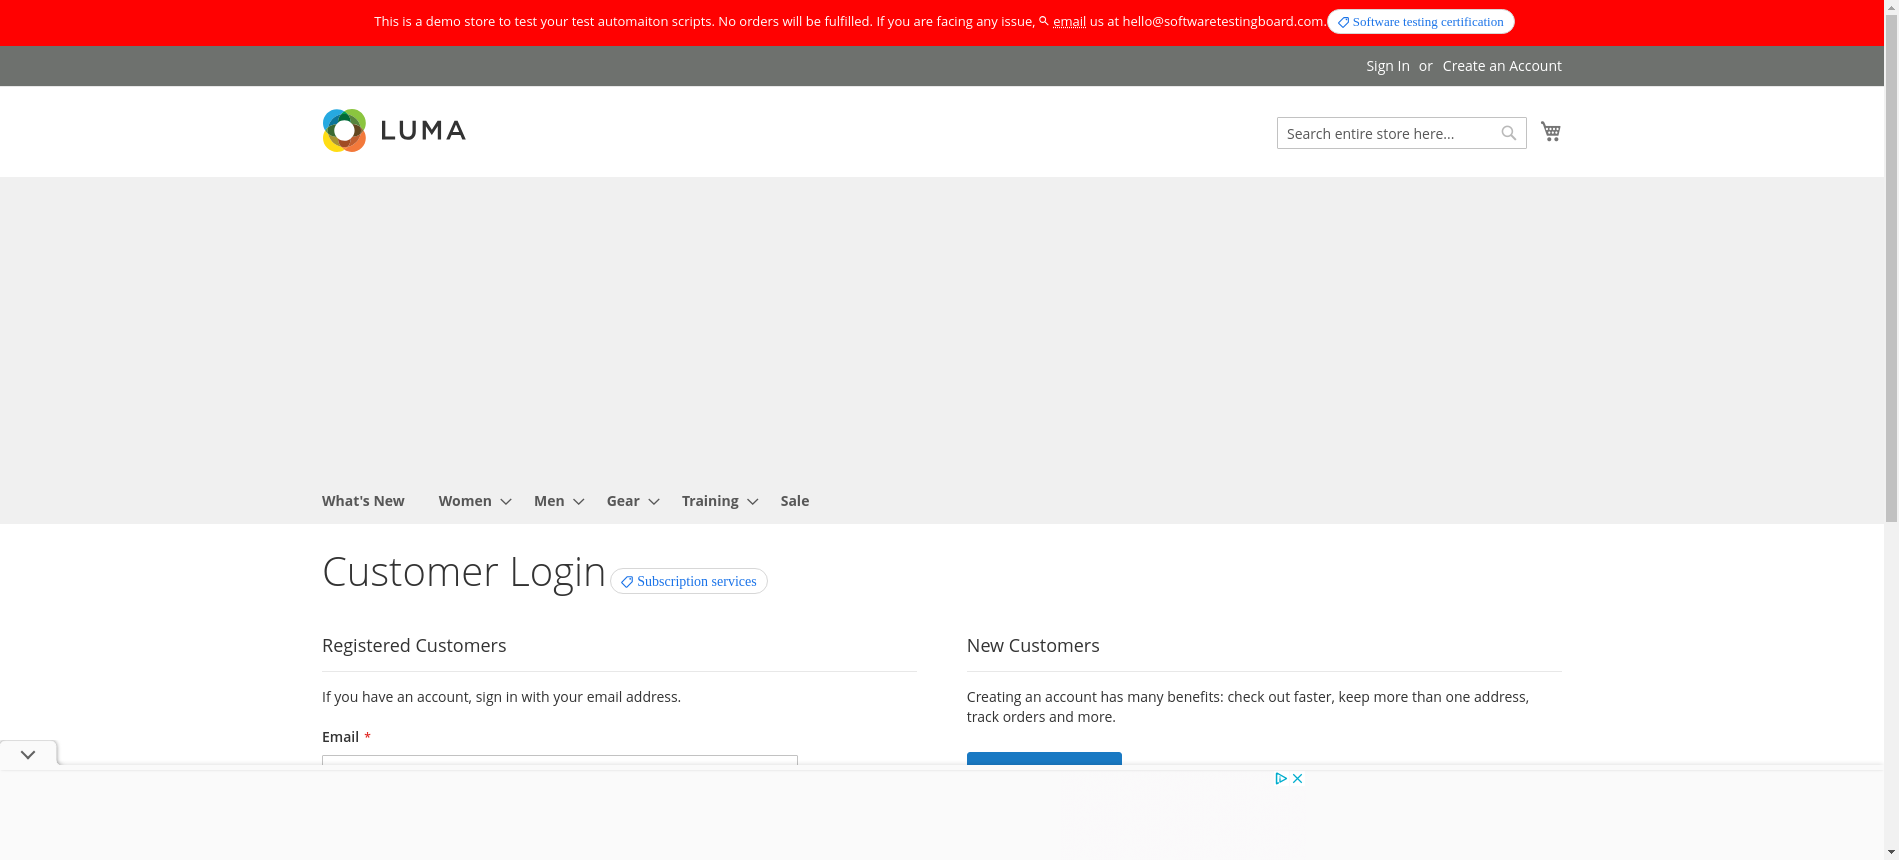 This is a demo store to test your test automaiton scripts. No orders will be fulfilled. If you are facing any issue, email us at hello@softwaretestingboard.com. Software testing certification
Sign In or Create an Account
LUMA
Search entire store here...
What's New Women Men Gear Training Sale
Customer Login Subscription services
Registered Customers
If you have an account, sign in with your email address.
Email *
New Customers
Creating an account has many benefits: check out faster, keep more than one address,
track orders and more.